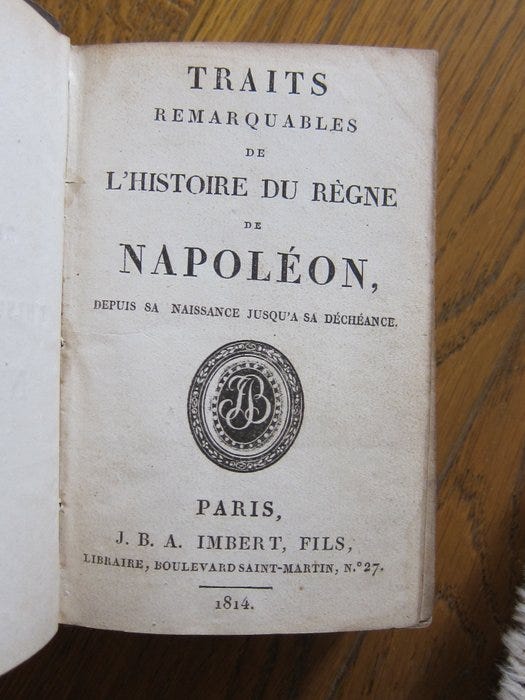 TRAITS
REMARQUABLES
DE
L'HISTOIRE DU RÈGNE
DE
NAPOLÉON,
DEPUIS SA NAISSANCE JUSQU'A SA DÉCHÉANCE.
PARIS,
J. B. A. IMBERT, FILS,
LIBRAIRE, BOULEVARD SAINT-MARTIN, N.º 27.
1814.